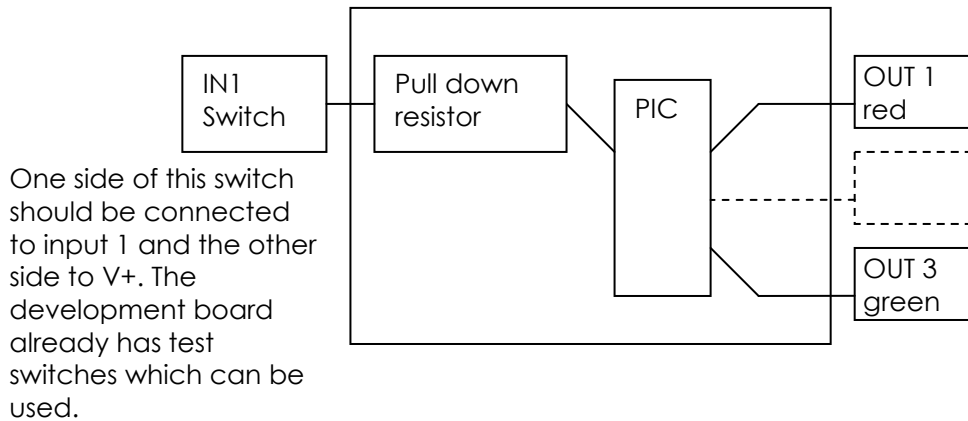 IN1
Switch
Pull down
resistor
PIC
OUT 1
red
OUT 3
green
One side of this switch
should be connected
to input 1 and the other
side to V+. The
development board
already has test
switches which can be
used.